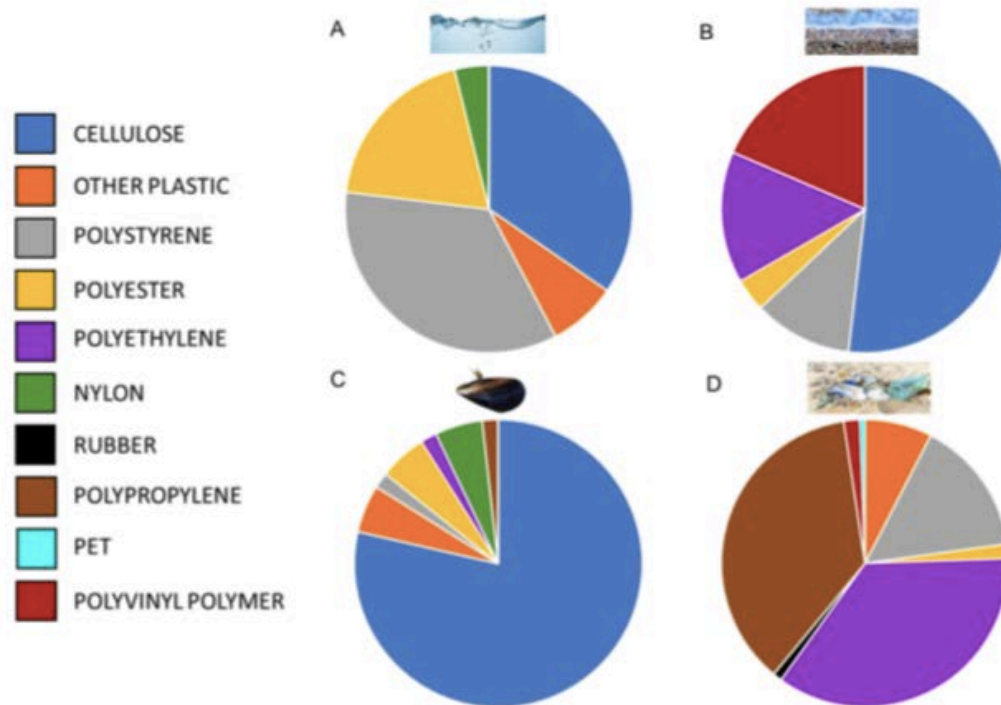 A
B
CELLULOSE
OTHER PLASTIC
POLYSTYRENE
POLYESTER
POLYETHYLENE
NYLON
RUBBER
POLYPROPYLENE
PET
POLYVINYL POLYMER
C
D